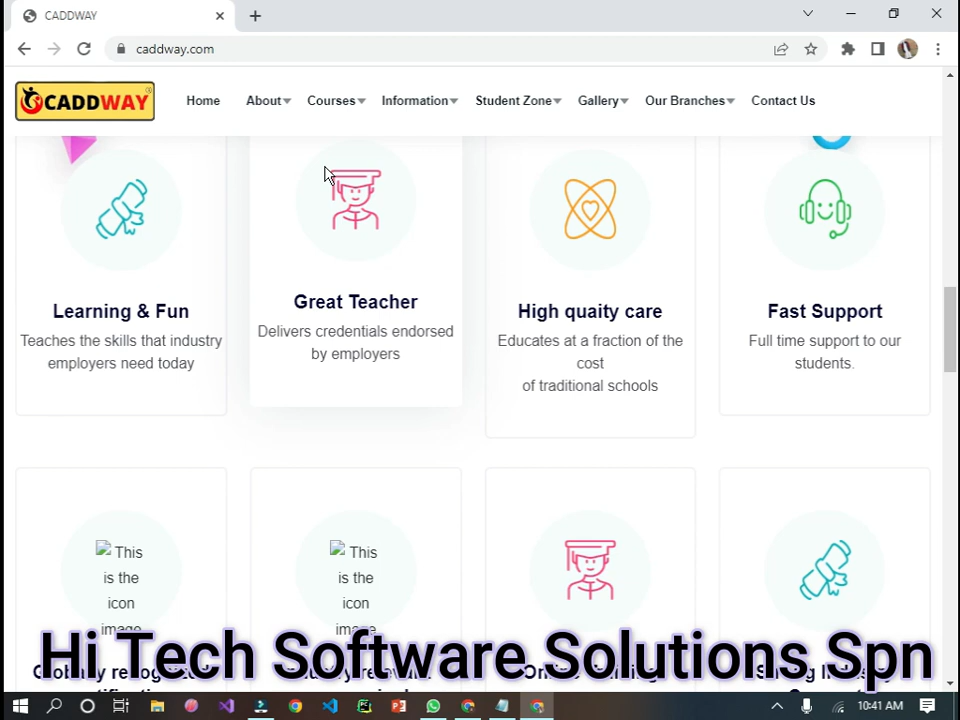 CADDWAY
caddway.com
CADDWAY
Home About Courses Information Student Zone Gallery Our Branches Contact Us
Learning & Fun
Teaches the skills that industry
employers need today
Great Teacher
Delivers credentials endorsed
by employers
High quaity care
Educates at a fraction of the
cost
of traditional schools
Fast Support
Full time support to our
students.
This
is the
icon
image
This
is the
icon
image
Hi Tech Software Solutions Spn
10:41 AM